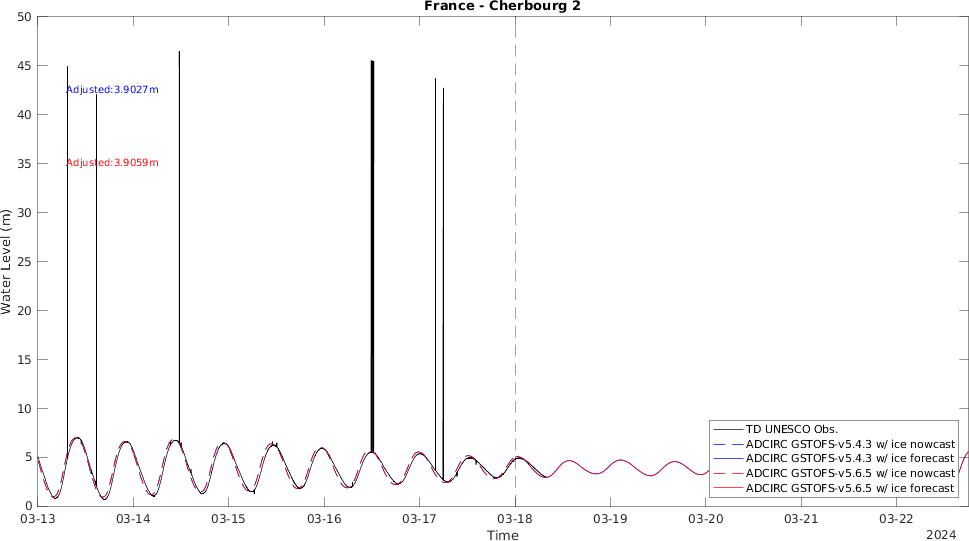 France - Cherbourg 2
50
45
40
35
30
25
20
15
10
5
0
Water Level (m)
Adjusted:3.9027m
Adjusted:3.9059m
TD UNESCO Obs.
ADCIRC GSTOFS-v5.4.3 w/ ice nowcast
ADCIRC GSTOFS-v5.4.3 w/ ice forecast
ADCIRC GSTOFS-v5.6.5 w/ ice nowcast
ADCIRC GSTOFS-v5.6.5 w/ ice forecast
03-13 03-14 03-15 03-16 03-17 03-18 03-19 03-20 03-21 03-22
Time
2024